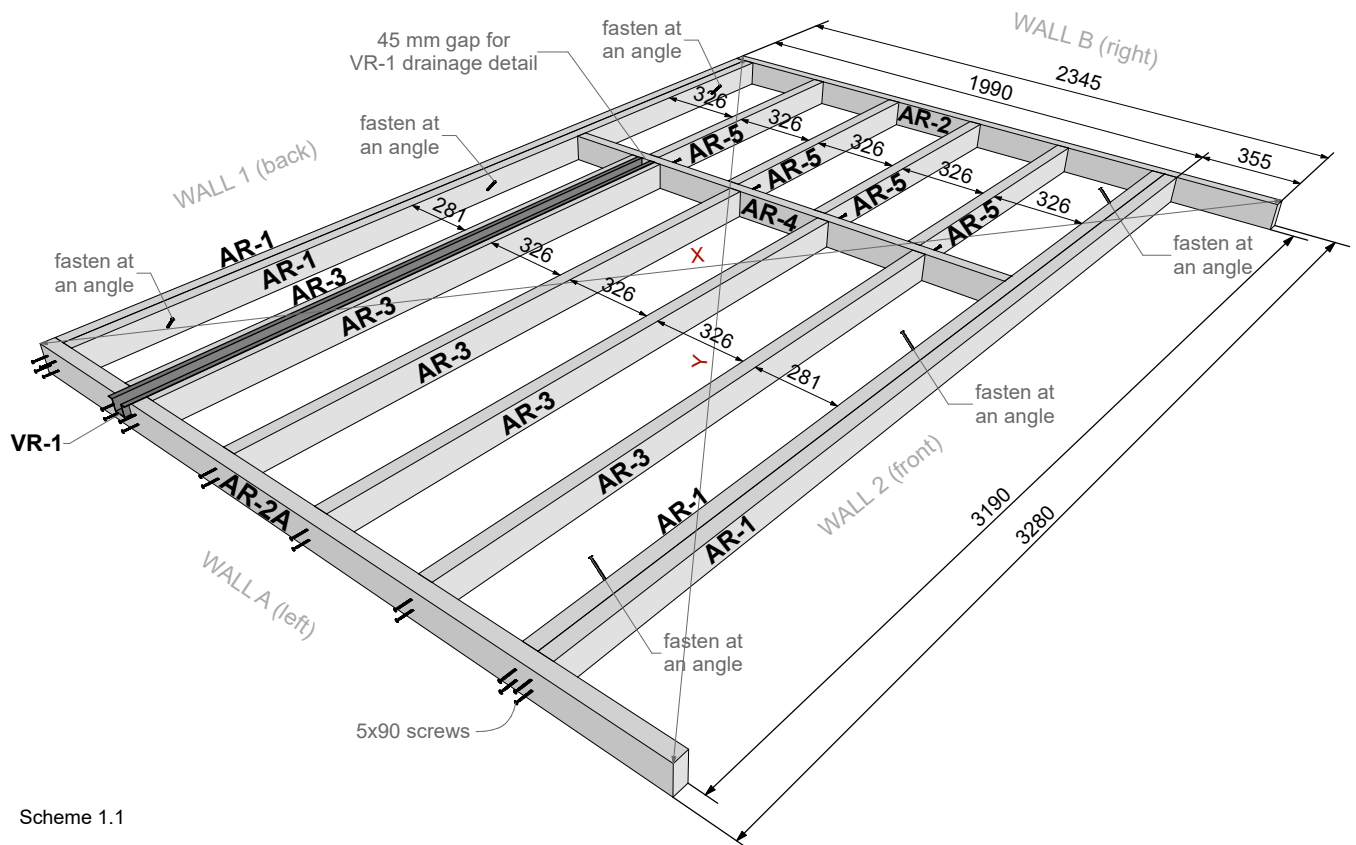 WALL B (right)
45 mm gap for
VR-1 drainage detail
fasten at
an angle
2345
1990
355
326
326
326
326
326
AR-2
AR-5
AR-5
AR-5
AR-5
fasten at
an angle
WALL 1 (back)
281
AR-4
AR-1
AR-1
AR-3
AR-3
fasten at
an angle
fasten at
an angle
X
326
326
326
281
Y
AR-3
AR-3
AR-3
fasten at
an angle
VR-1
AR-2A
AR-1
AR-1
WALL 2 (front)
3190
3280
WALL A (left)
fasten at
an angle
5x90 screws
Scheme 1.1